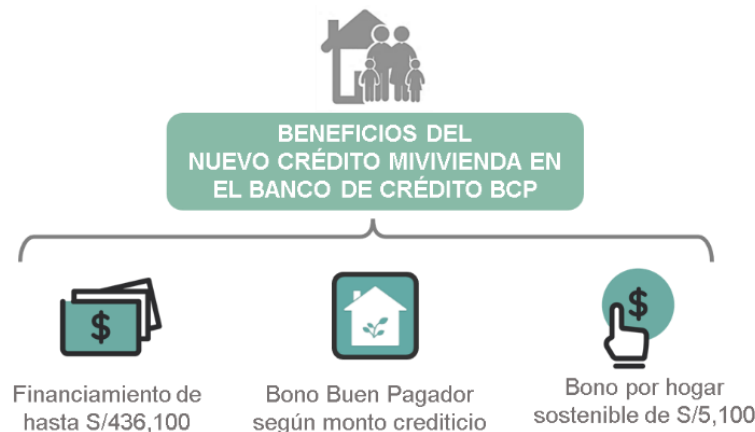 BENEFICIOS DEL
NUEVO CRÉDITO MIVIVIENDA EN
EL BANCO DE CRÉDITO BCP
$
$
Financiamiento de
hasta S/436,100
Bono Buen Pagador
según monto crediticio
Bono por hogar
sostenible de S/5,100